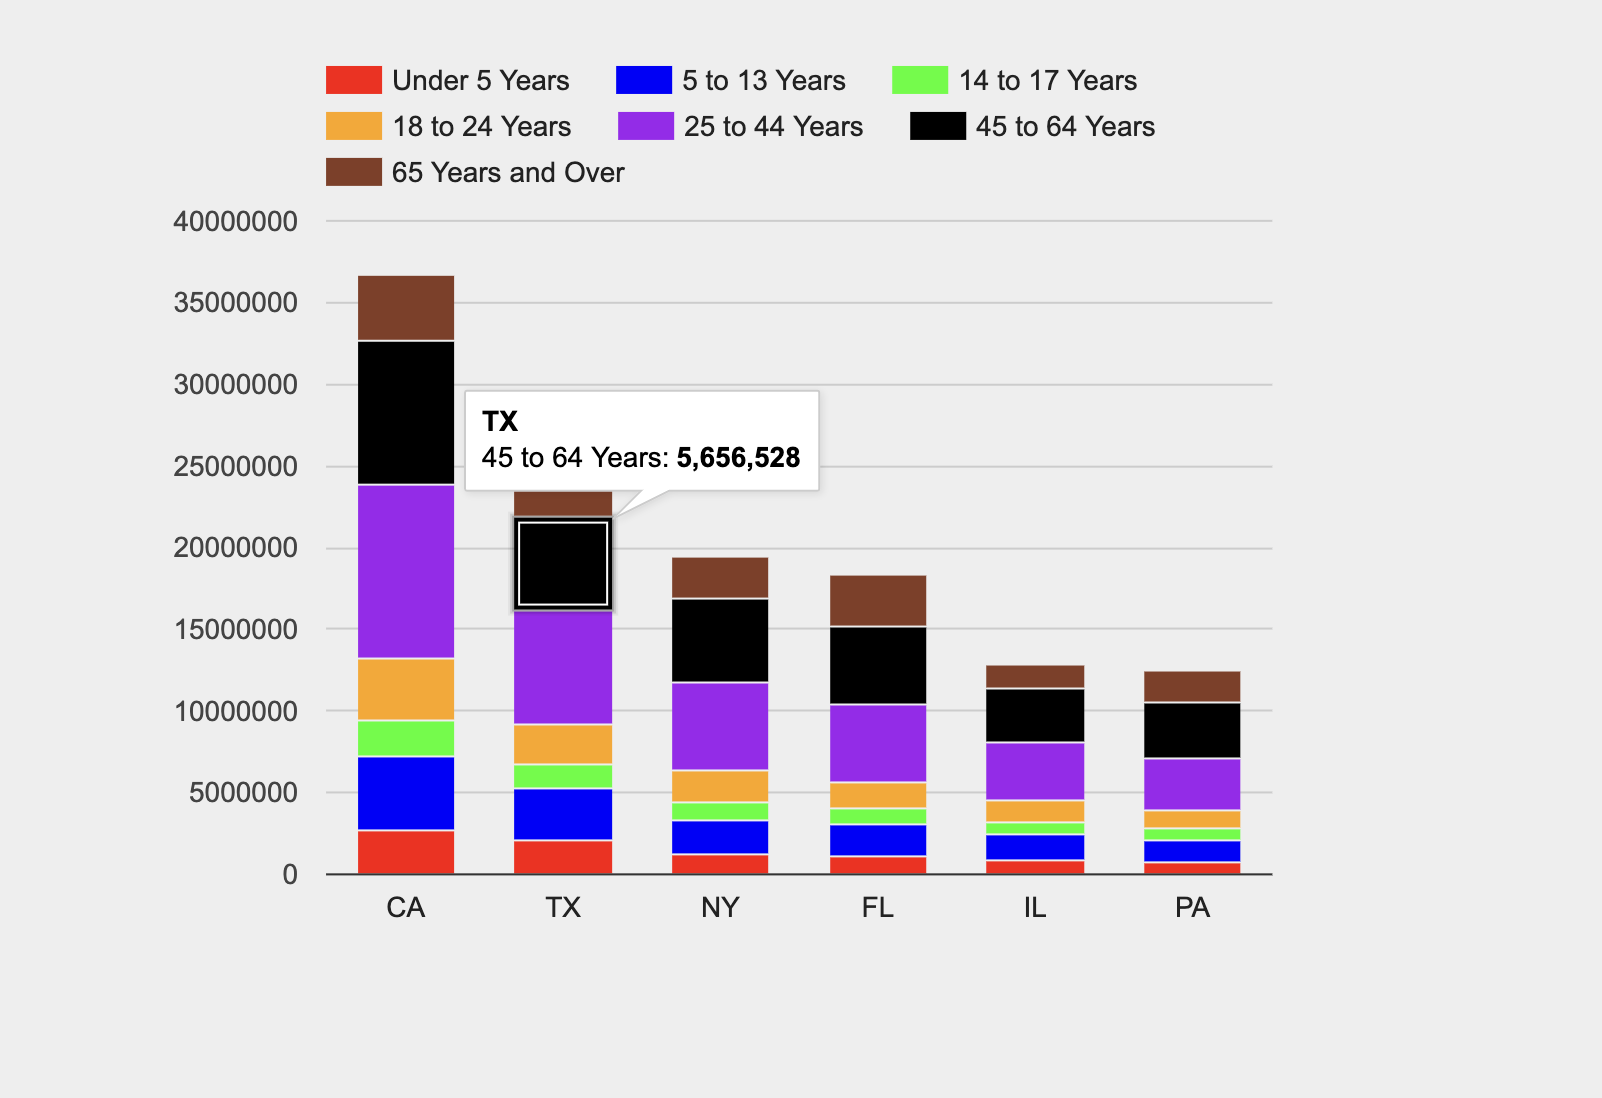 Under 5 Years 5 to 13 Years 14 to 17 Years
18 to 24 Years 25 to 44 Years 45 to 64 Years
65 Years and Over
40000000
35000000
30000000
TX
45 to 64 Years: 5,656,528
25000000
20000000
15000000
10000000
5000000
0
CA TX NY FL IL PA